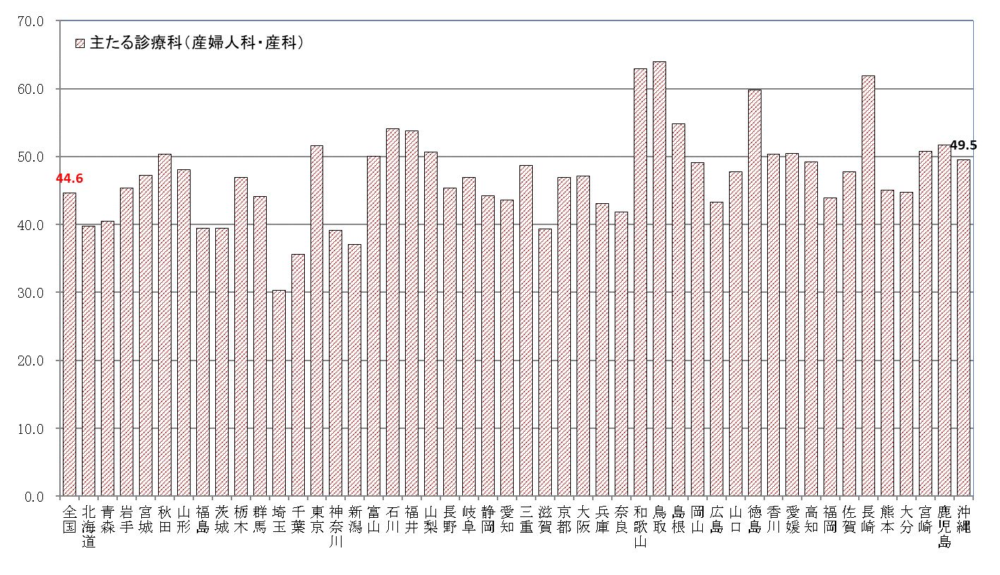 70.0
主たる診療科（産婦人科・産科）
60.0
50.0
49.5
44.6
40.0
30.0
20.0
10.0
0.0
全国
北海道
青森
岩手
宮城
秋田
山形
福島
茨城
栃木
群馬
埼玉
千葉
東京
神奈川
新潟
富山
石川
福井
山梨
長野
岐阜
静岡
愛知
三重
滋賀
京都
大阪
兵庫
奈良
和歌山
鳥取
島根
岡山
広島
山口
徳島
香川
愛媛
高知
福岡
佐賀
長崎
熊本
大分
宮崎
鹿児島
沖縄